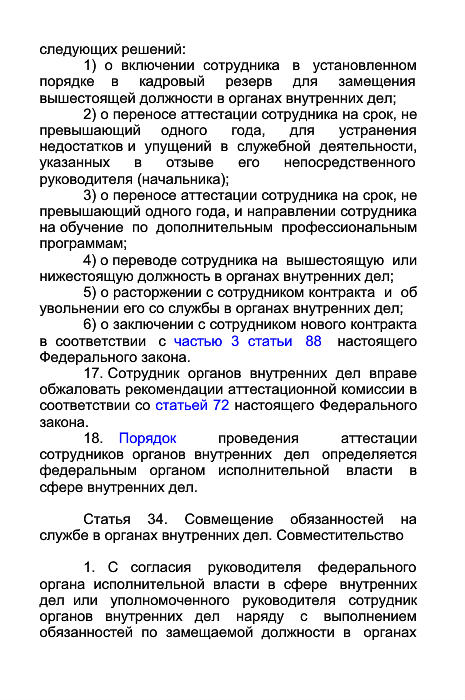 следующих решений:
1) о включении сотрудника в установленном
порядке в кадровый резерв для замещения
вышестоящей должности в органах внутренних дел;
2) о переносе аттестации сотрудника на срок, не
превышающий одного года, для устранения
недостатков и упущений в служебной деятельности,
указанных в отзыве его непосредственного
руководителя (начальника);
3) о переносе аттестации сотрудника на срок, не
превышающий одного года, и направлении сотрудника
на обучение по дополнительным профессиональным
программам;
4) о переводе сотрудника на вышестоящую или
нижестоящую должность в органах внутренних дел;
5) о расторжении с сотрудником контракта и об
увольнении его со службы в органах внутренних дел;
6) о заключении с сотрудником нового контракта
в соответствии с частью 3 статьи 88 настоящего
Федерального закона.
17. Сотрудник органов внутренних дел вправе
обжаловать рекомендации аттестационной комиссии в
соответствии со статьей 72 настоящего Федерального
закона.
18. Порядок проведения аттестации
сотрудников органов внутренних дел определяется
федеральным органом исполнительной власти в
сфере внутренних дел.
Статья 34. Совмещение обязанностей на
службе в органах внутренних дел. Совместительство
1. С согласия руководителя федерального
органа исполнительной власти в сфере внутренних
дел или уполномоченного руководителя сотрудник
органов внутренних дел наряду с выполнением
обязанностей по замещаемой должности в органах